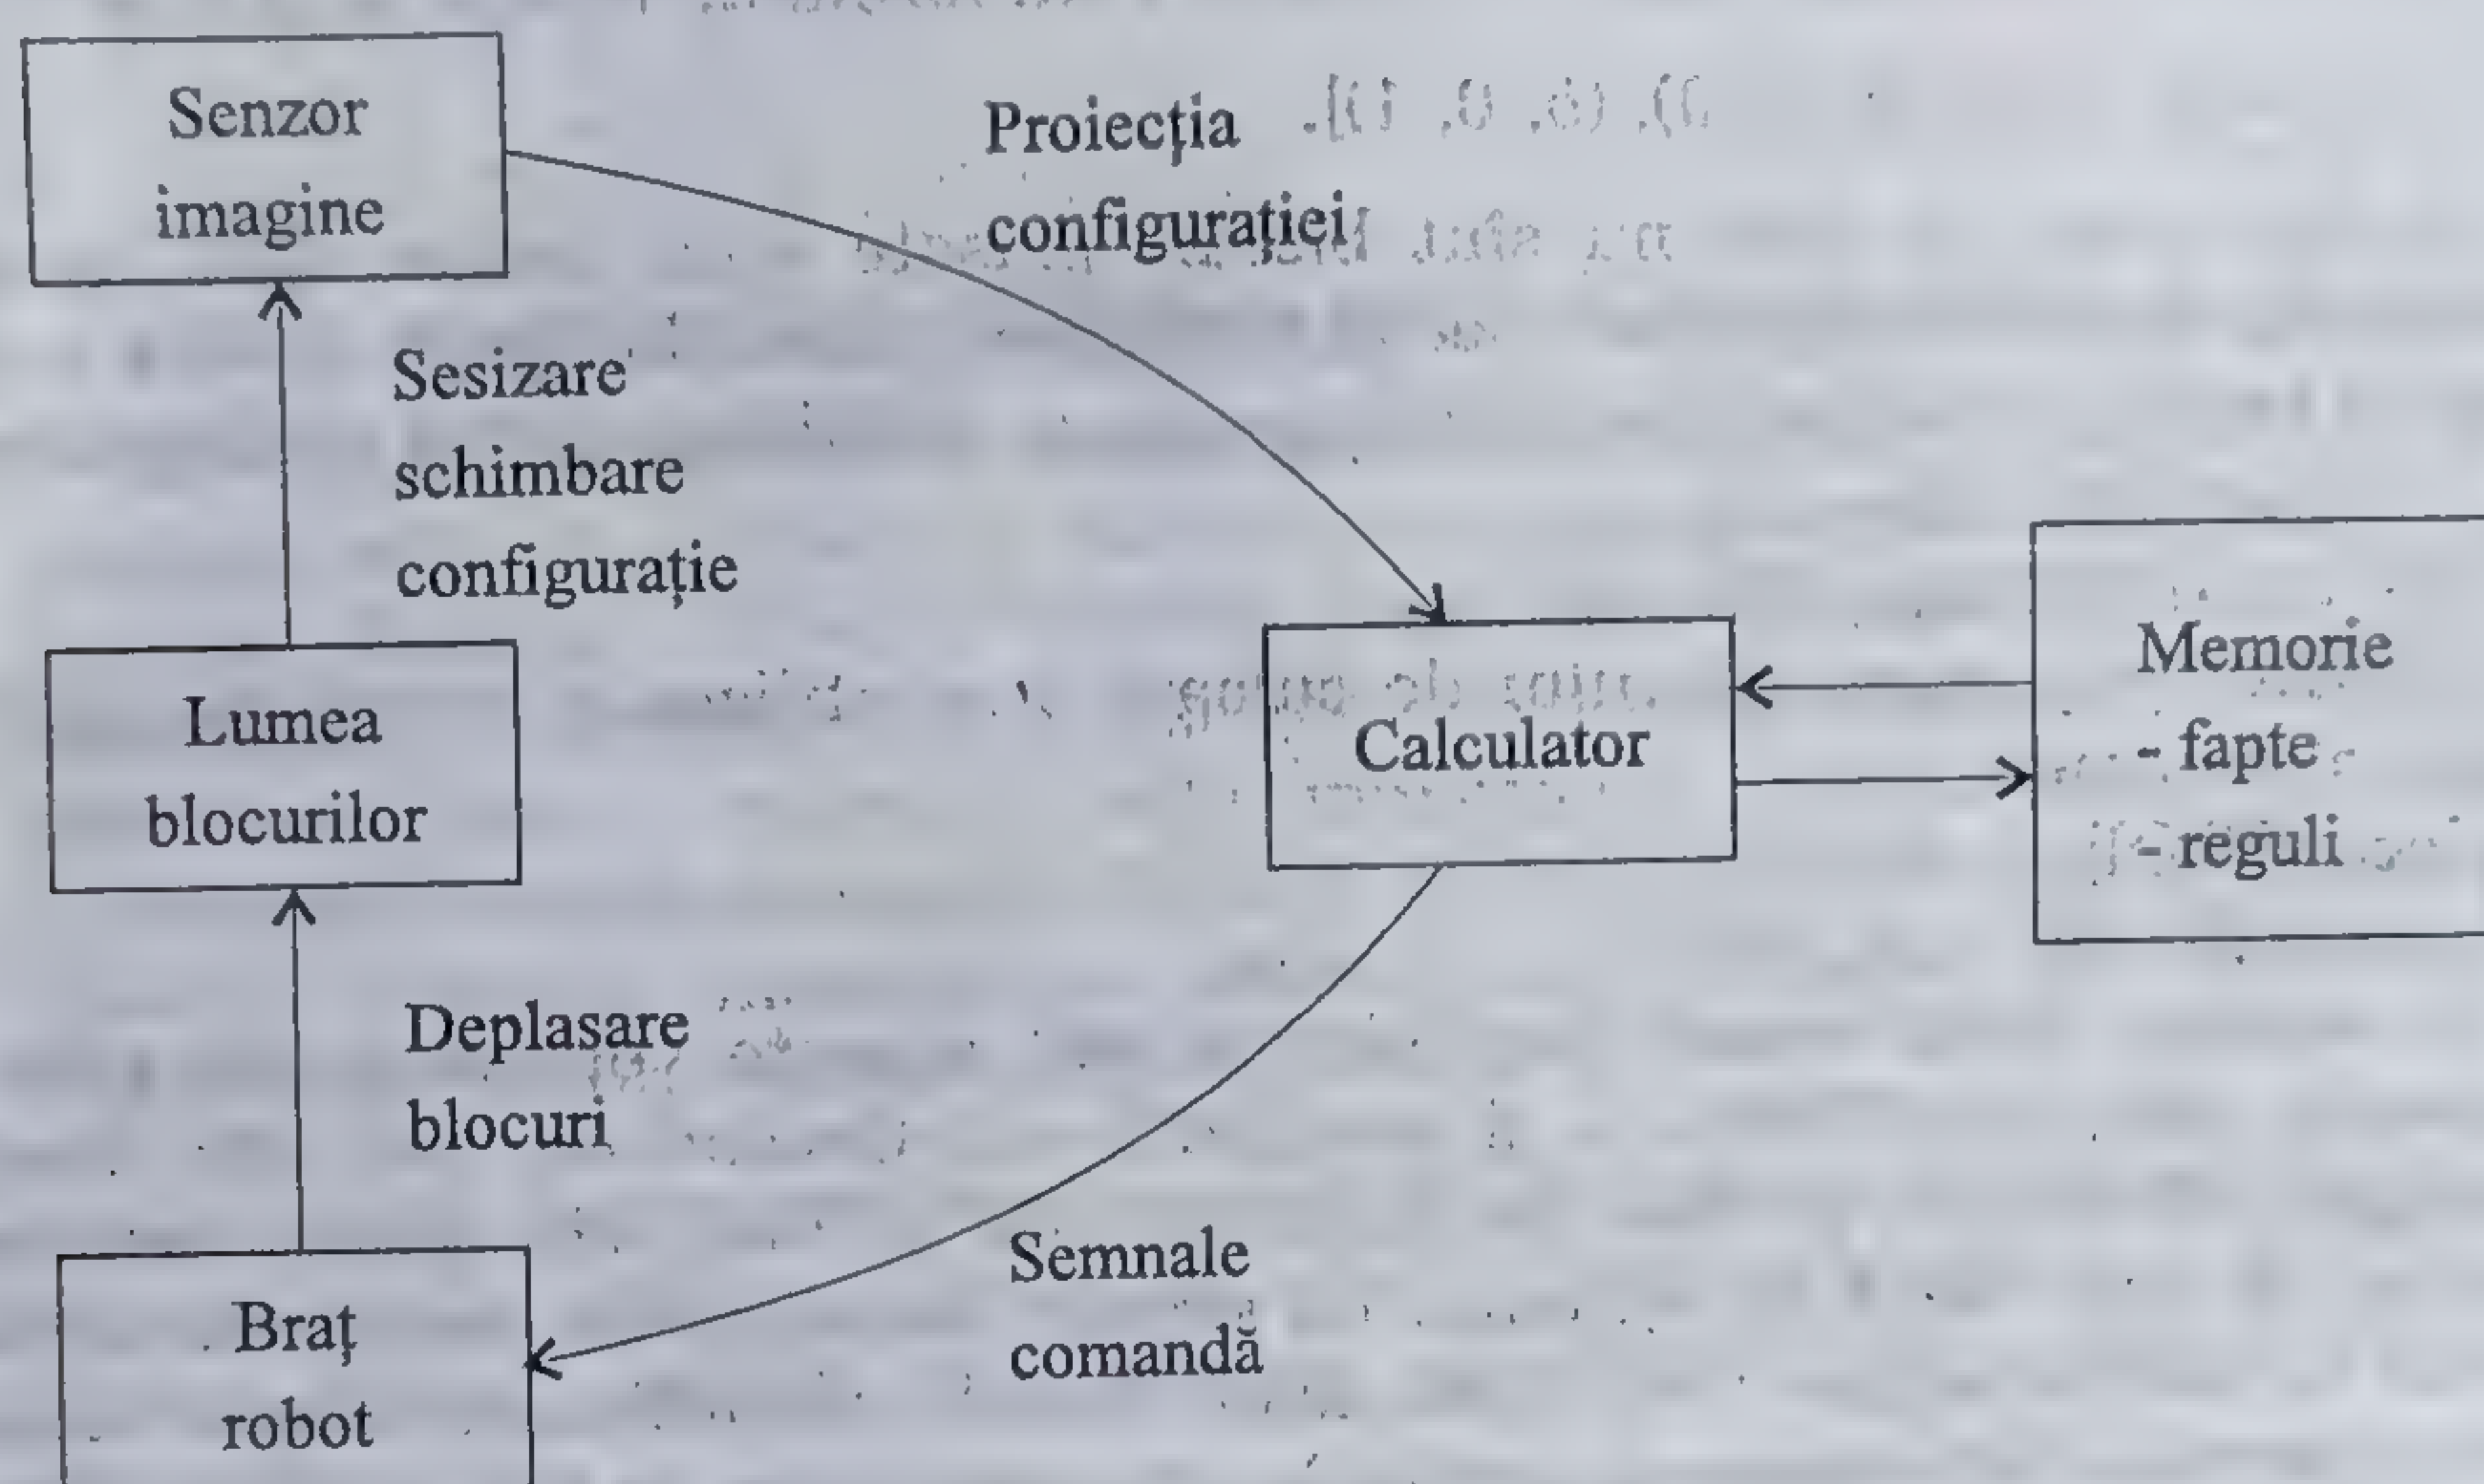 Senzor
imagine
Proiecția
configurației
Sesizare
schimbare
configurație
Lumea
blocurilor
Calculator
Memorie
- fapte
- reguli
Deplasare
blocuri
Semnale
comandă
Braț
robot